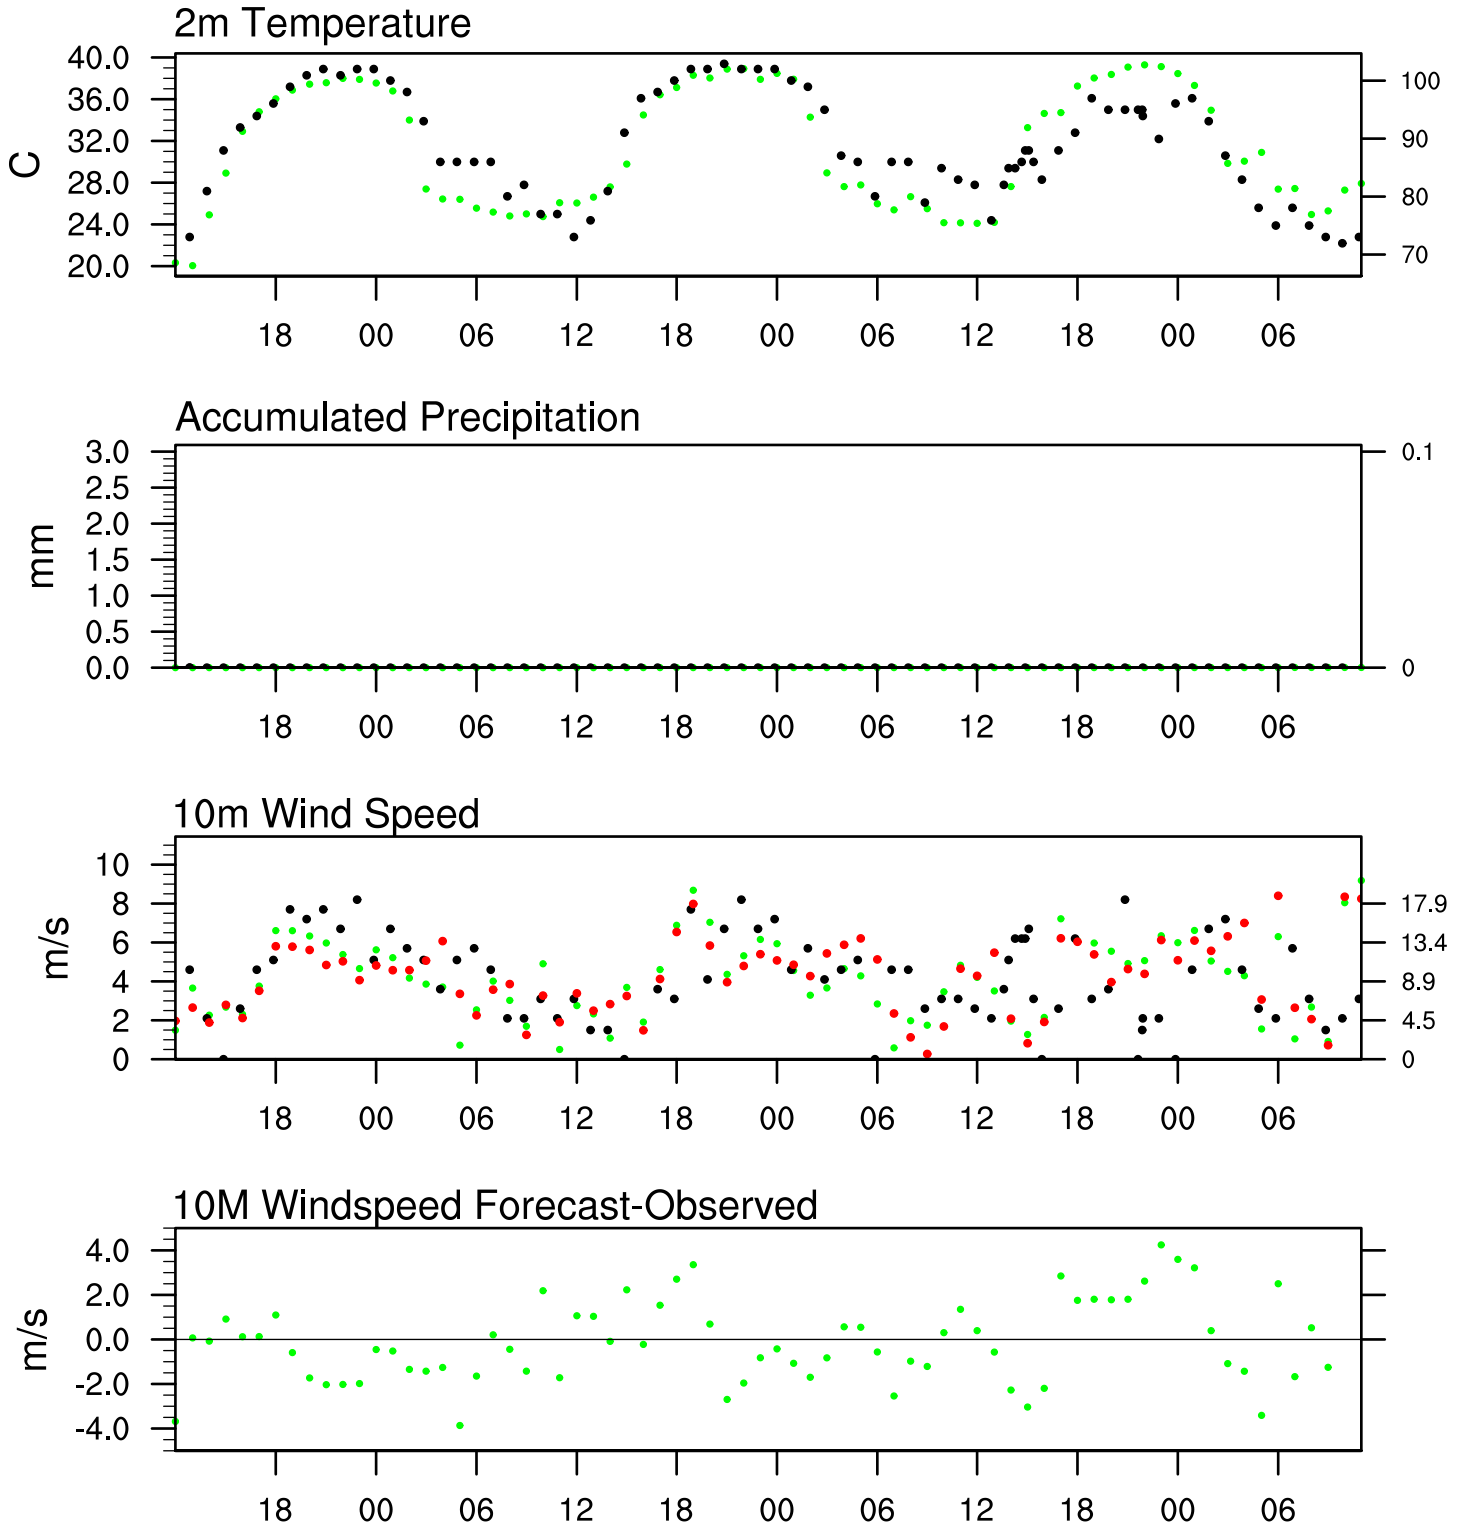 2m Temperature
40.0
36.0
32.0
28.0
24.0
20.0
C
100
90
80
70
18 00 06 12 18 00 06 12 18 00 06
Accumulated Precipitation
3.0
2.5
2.0
1.5
1.0
0.5
0.0
mm
0.1
0
18 00 06 12 18 00 06 12 18 00 06
10m Wind Speed
10
8
6
4
2
0
m/s
17.9
13.4
8.9
4.5
0
18 00 06 12 18 00 06 12 18 00 06
10M Windspeed Forecast-Observed
4.0
2.0
0.0
-2.0
-4.0
m/s
18 00 06 12 18 00 06 12 18 00 06